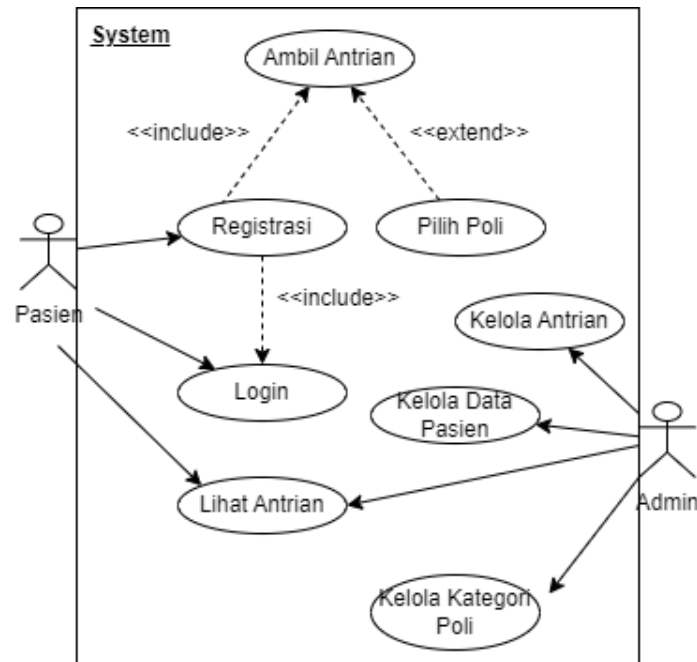 System
Ambil Antrian
<<include>>
<<extend>>
Registrasi
Pilih Poli
Pasien
<<include>>
Kelola Antrian
Login
Kelola Data
Pasien
Lihat Antrian
Admin
Kelola Kategori
Poli